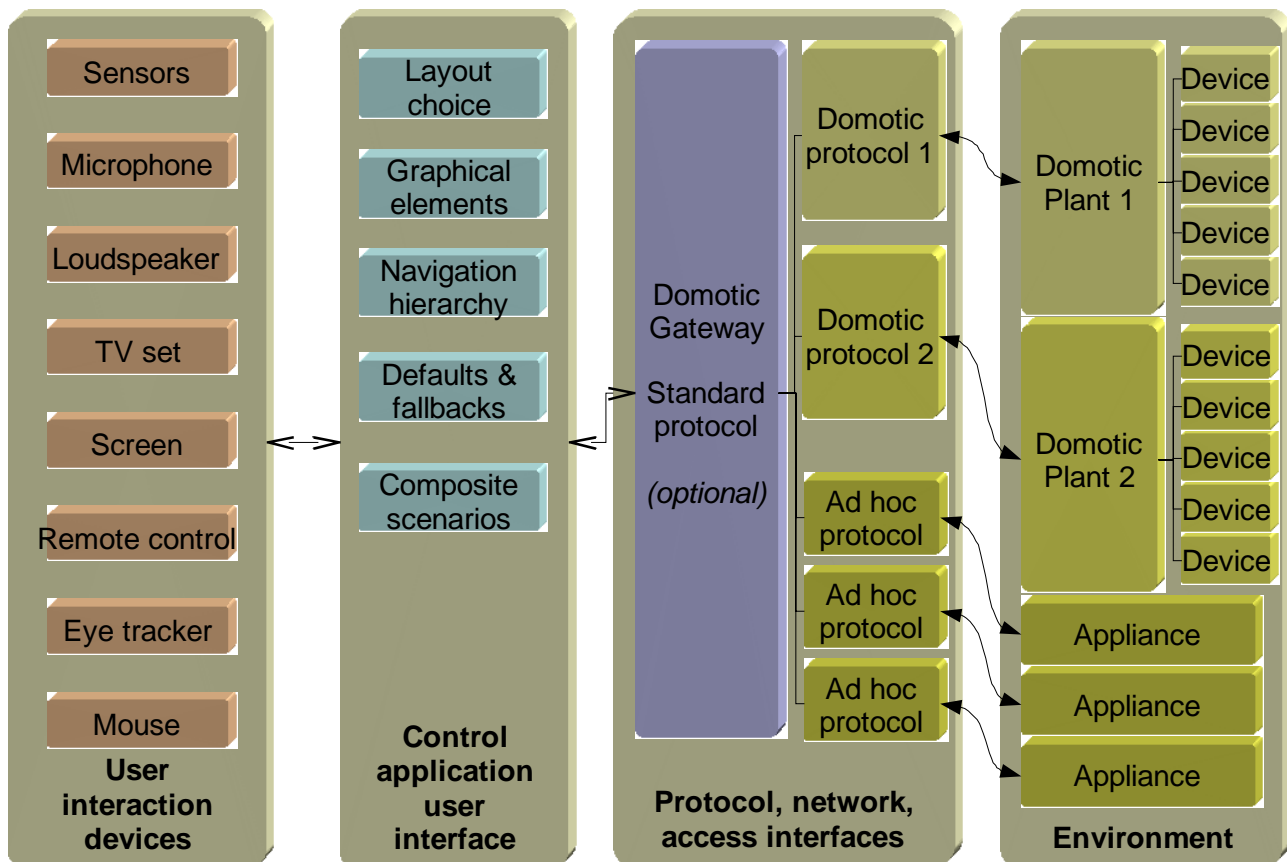 Sensors
Microphone
Loudspeaker
TV set
Screen
Remote control
Eye tracker
Mouse
User
interaction
devices
Layout
choice
Graphical
elements
Navigation
hierarchy
Defaults &
fallbacks
Composite
scenarios
Control
application
user
interface
Domotic
Gateway
Standard
protocol
(optional)
Domotic
protocol 1
Domotic
protocol 2
Ad hoc
protocol
Ad hoc
protocol
Ad hoc
protocol
Protocol, network,
access interfaces
Domotic
Plant 1
Device
Device
Device
Device
Device
Domotic
Plant 2
Device
Device
Device
Device
Device
Appliance
Appliance
Appliance
Environment